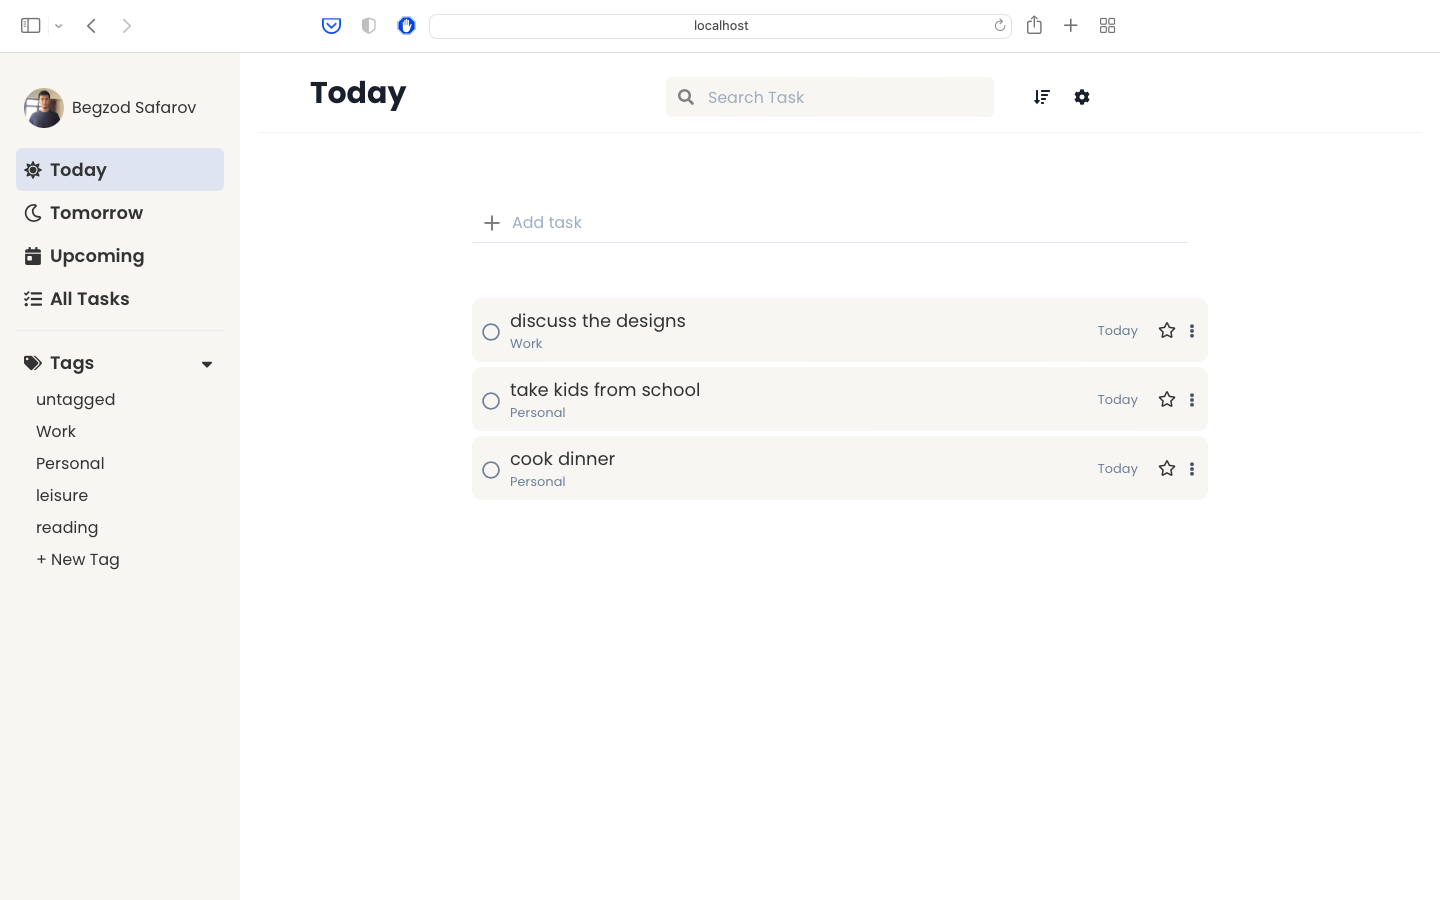 localhost
Begzod Safarov
Today
Tomorrow
Upcoming
All Tasks
Tags
untagged
Work
Personal
leisure
reading
+ New Tag
Today
Search Task
Add task
discuss the designs
Work
Today
take kids from school
Personal
Today
cook dinner
Personal
Today